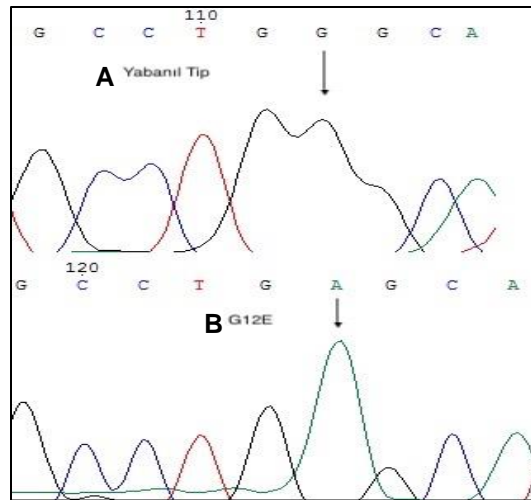 110
G C C T G G G C A
A Yabanıl Tip
120
G C C T G A G C A
B G12E